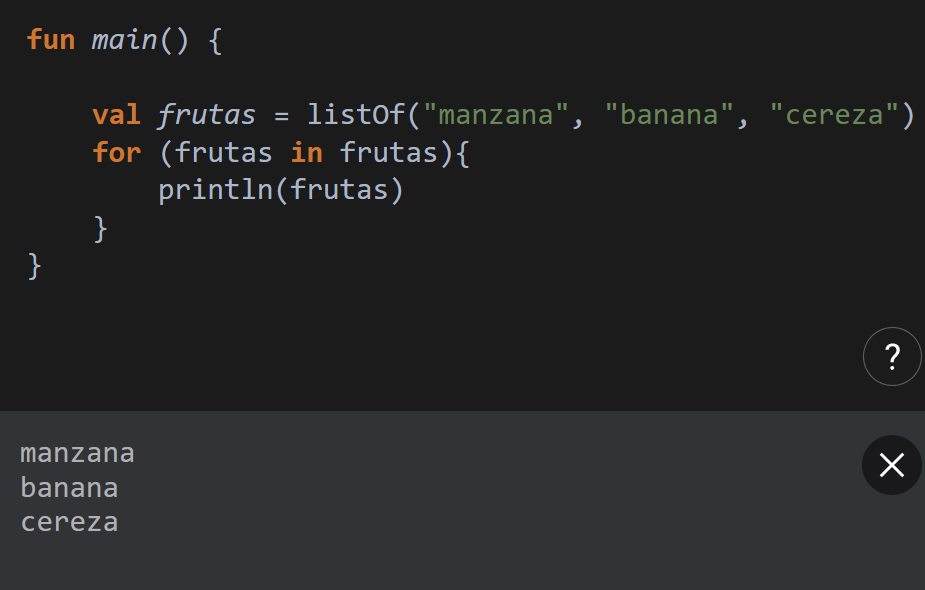 fun main() {
val frutas = listOf("manzana", "banana", "cereza")
for (frutas in frutas){
println(frutas)
}
}
?
manzana
banana
cereza